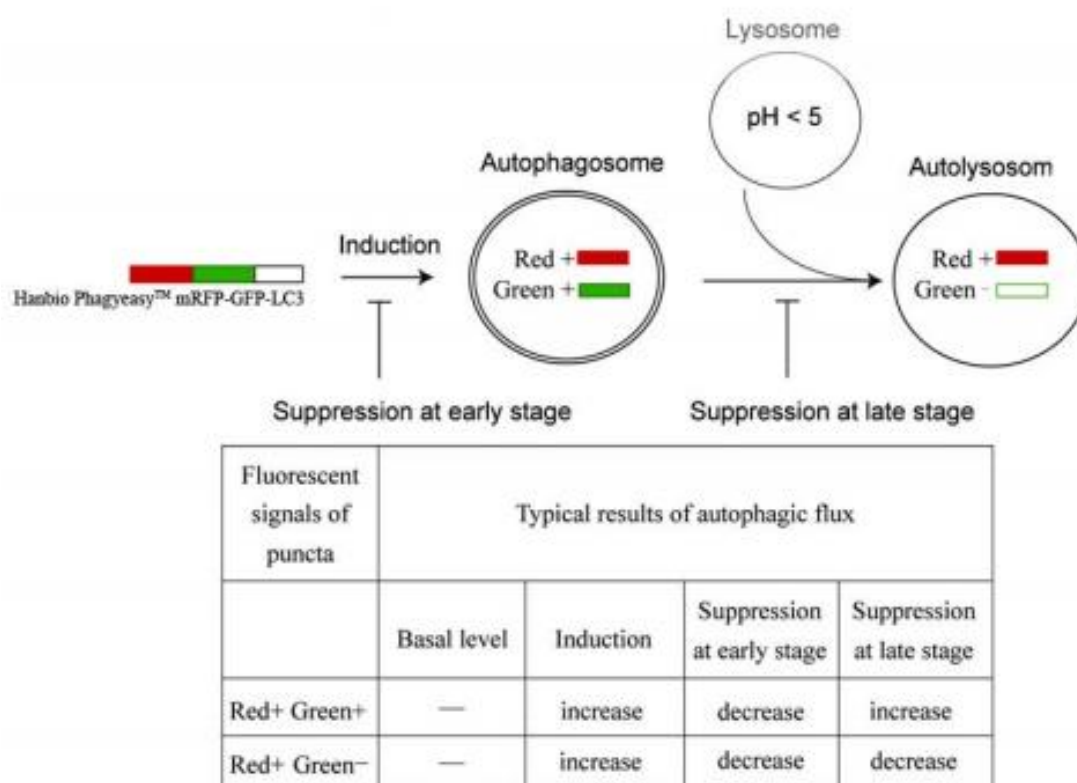 Lysosome
pH < 5
Autophagosome
Autolysosom
Induction
Red +
Green +
Red +
Green -
Hanbio Phagyeasy™ mRFP-GFP-LC3
Suppression at early stage
Suppression at late stage
Fluorescent
signals of
puncta
Typical results of autophagic flux
Basal level
Induction
Suppression
at early stage
Suppression
at late stage
Red+ Green+
—
increase
decrease
increase
Red+ Green−
—
increase
decrease
decrease